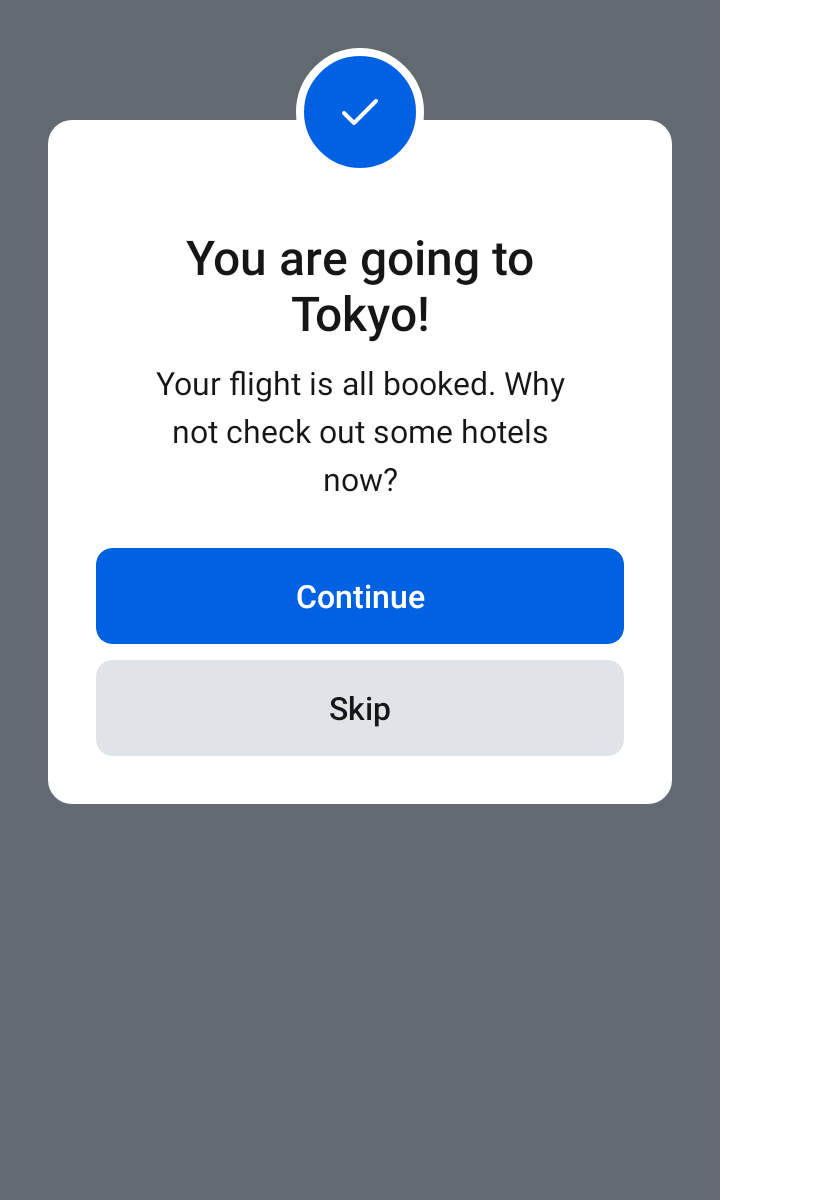 You are going to
Tokyo!
Your flight is all booked. Why
not check out some hotels
now?
Continue
Skip